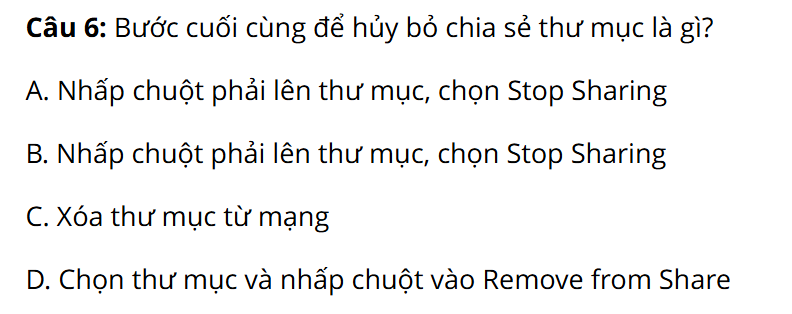 Câu 6: Bước cuối cùng để hủy bỏ chia sẻ thư mục là gì?
A. Nhấp chuột phải lên thư mục, chọn Stop Sharing
B. Nhấp chuột phải lên thư mục, chọn Stop Sharing
C. Xóa thư mục từ mạng
D. Chọn thư mục và nhấp chuột vào Remove from Share